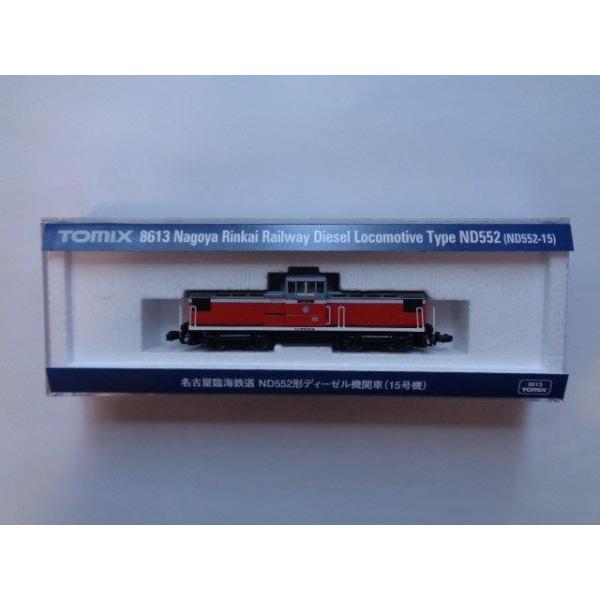 TOMIX 8613 Nagoya Rinkai Railway Diesel Locomotive Type ND552 (ND552-15)
名古屋臨海鉄道 ND552形ディーゼル機関車(15号機)
8613
TOMIX